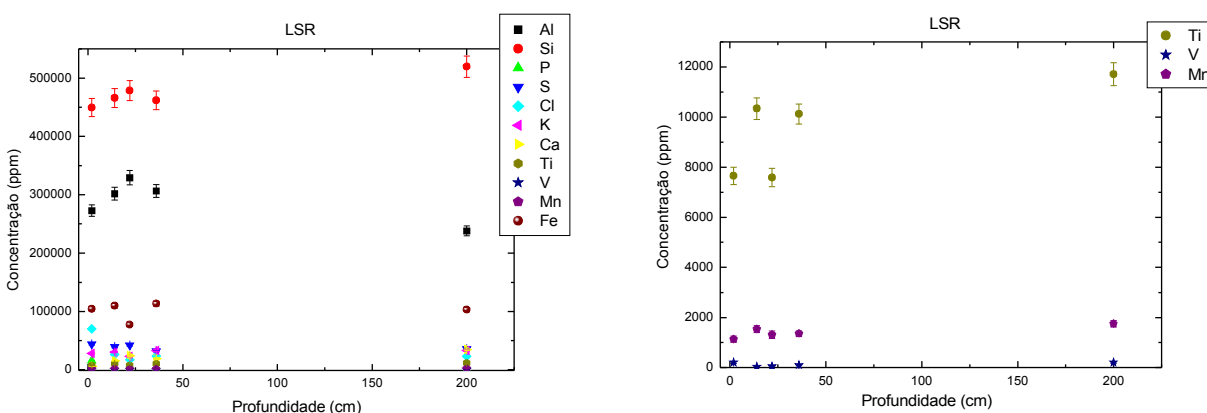 LSR
Al
Si
P
S
Cl
K
Ca
Ti
V
Mn
Fe
500000
400000
300000
200000
100000
0
Concentração (ppm)
0 50 100 150 200
Profundidade (cm)
LSR
Ti
V
Mn
12000
10000
8000
6000
4000
2000
0
Concentração (ppm)
0 50 100 150 200
Profundidade (cm)